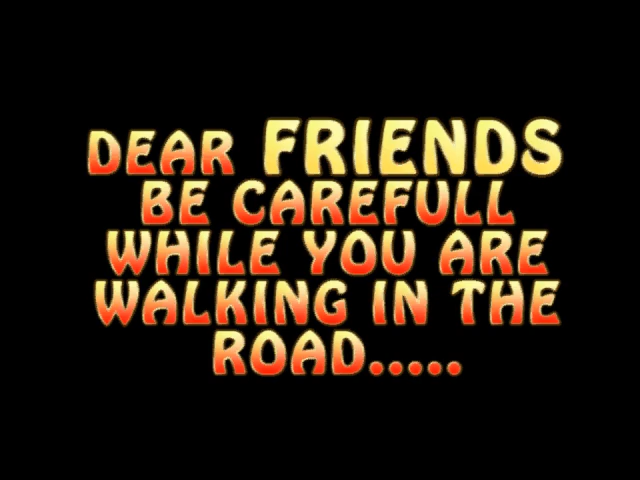 DEAR FRIENDS
BE CAREFULL
WHILE YOU ARE
WALKING IN THE
ROAD.....